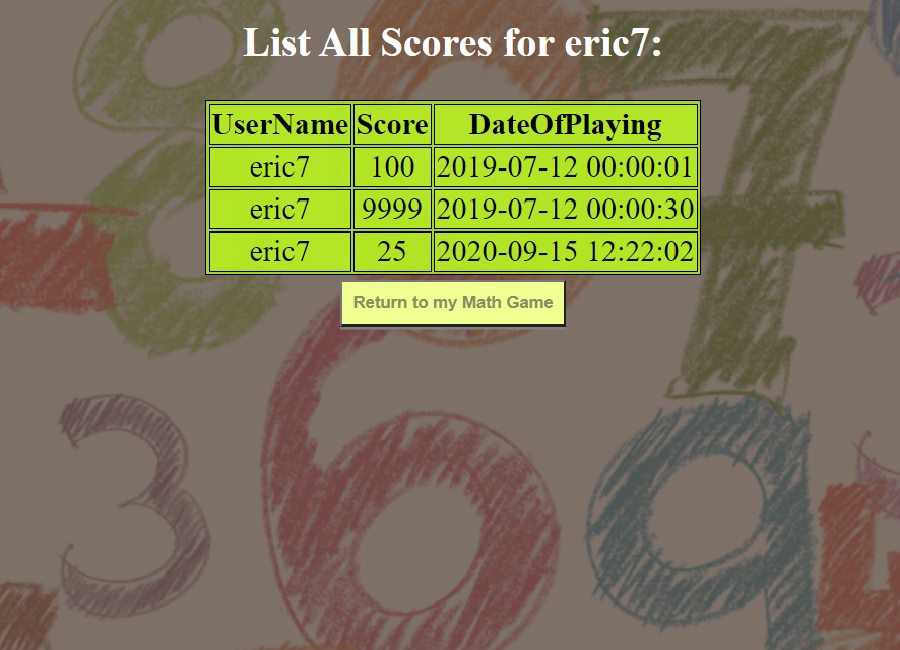 List All Scores for eric7:
UserName Score DateOfPlaying
eric7 100 2019-07-12 00:00:01
eric7 9999 2019-07-12 00:00:30
eric7 25 2020-09-15 12:22:02
Return to my Math Game